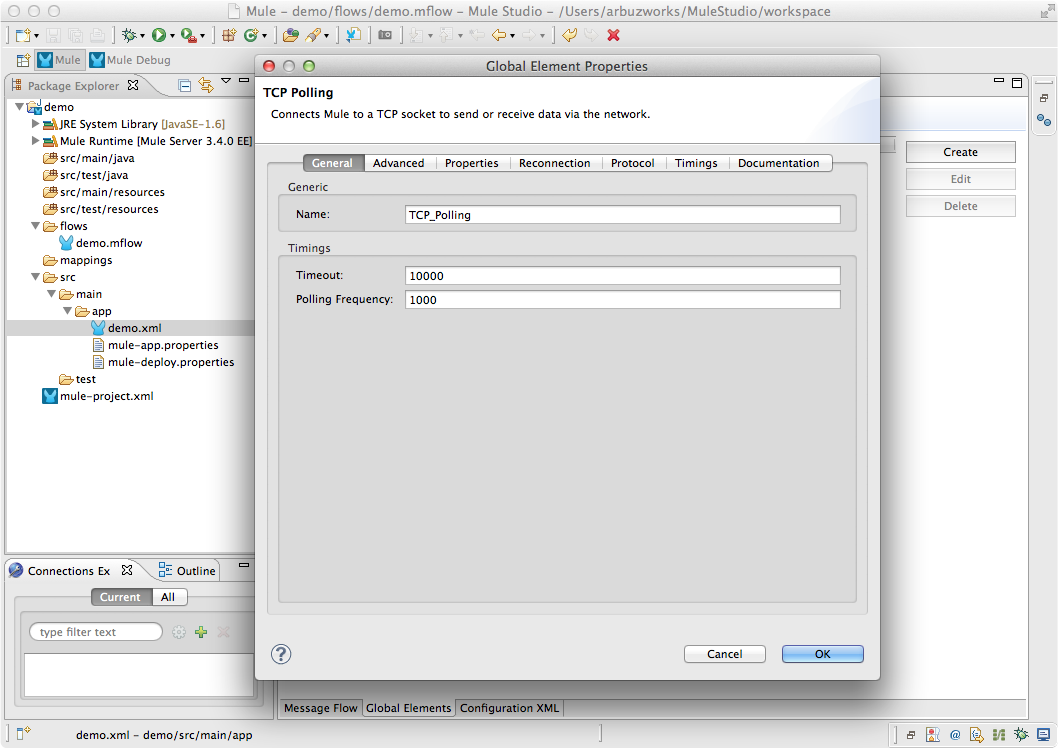 Mule – demo/flows/demo.mflow – Mule Studio – /Users/arbuzworks/MuleStudio/workspace
Mule
Mule Debug
Package Explorer
demo
JRE System Library [JavaSE-1.6]
Mule Runtime [Mule Server 3.4.0 EE]
src/main/java
src/test/java
src/main/resources
src/test/resources
flows
demo.mflow
mappings
src
main
app
demo.xml
mule-app.properties
mule-deploy.properties
test
mule-project.xml
Connections Ex
Outline
Current
All
type filter text
Global Element Properties
TCP Polling
Connects Mule to a TCP socket to send or receive data via the network.
General
Advanced
Properties
Reconnection
Protocol
Timings
Documentation
Generic
Name:
TCP_Polling
Timings
Timeout:
10000
Polling Frequency:
1000
?
Cancel
OK
Create
Edit
Delete
Message Flow
Global Elements
Configuration XML
demo.xml – demo/src/main/app